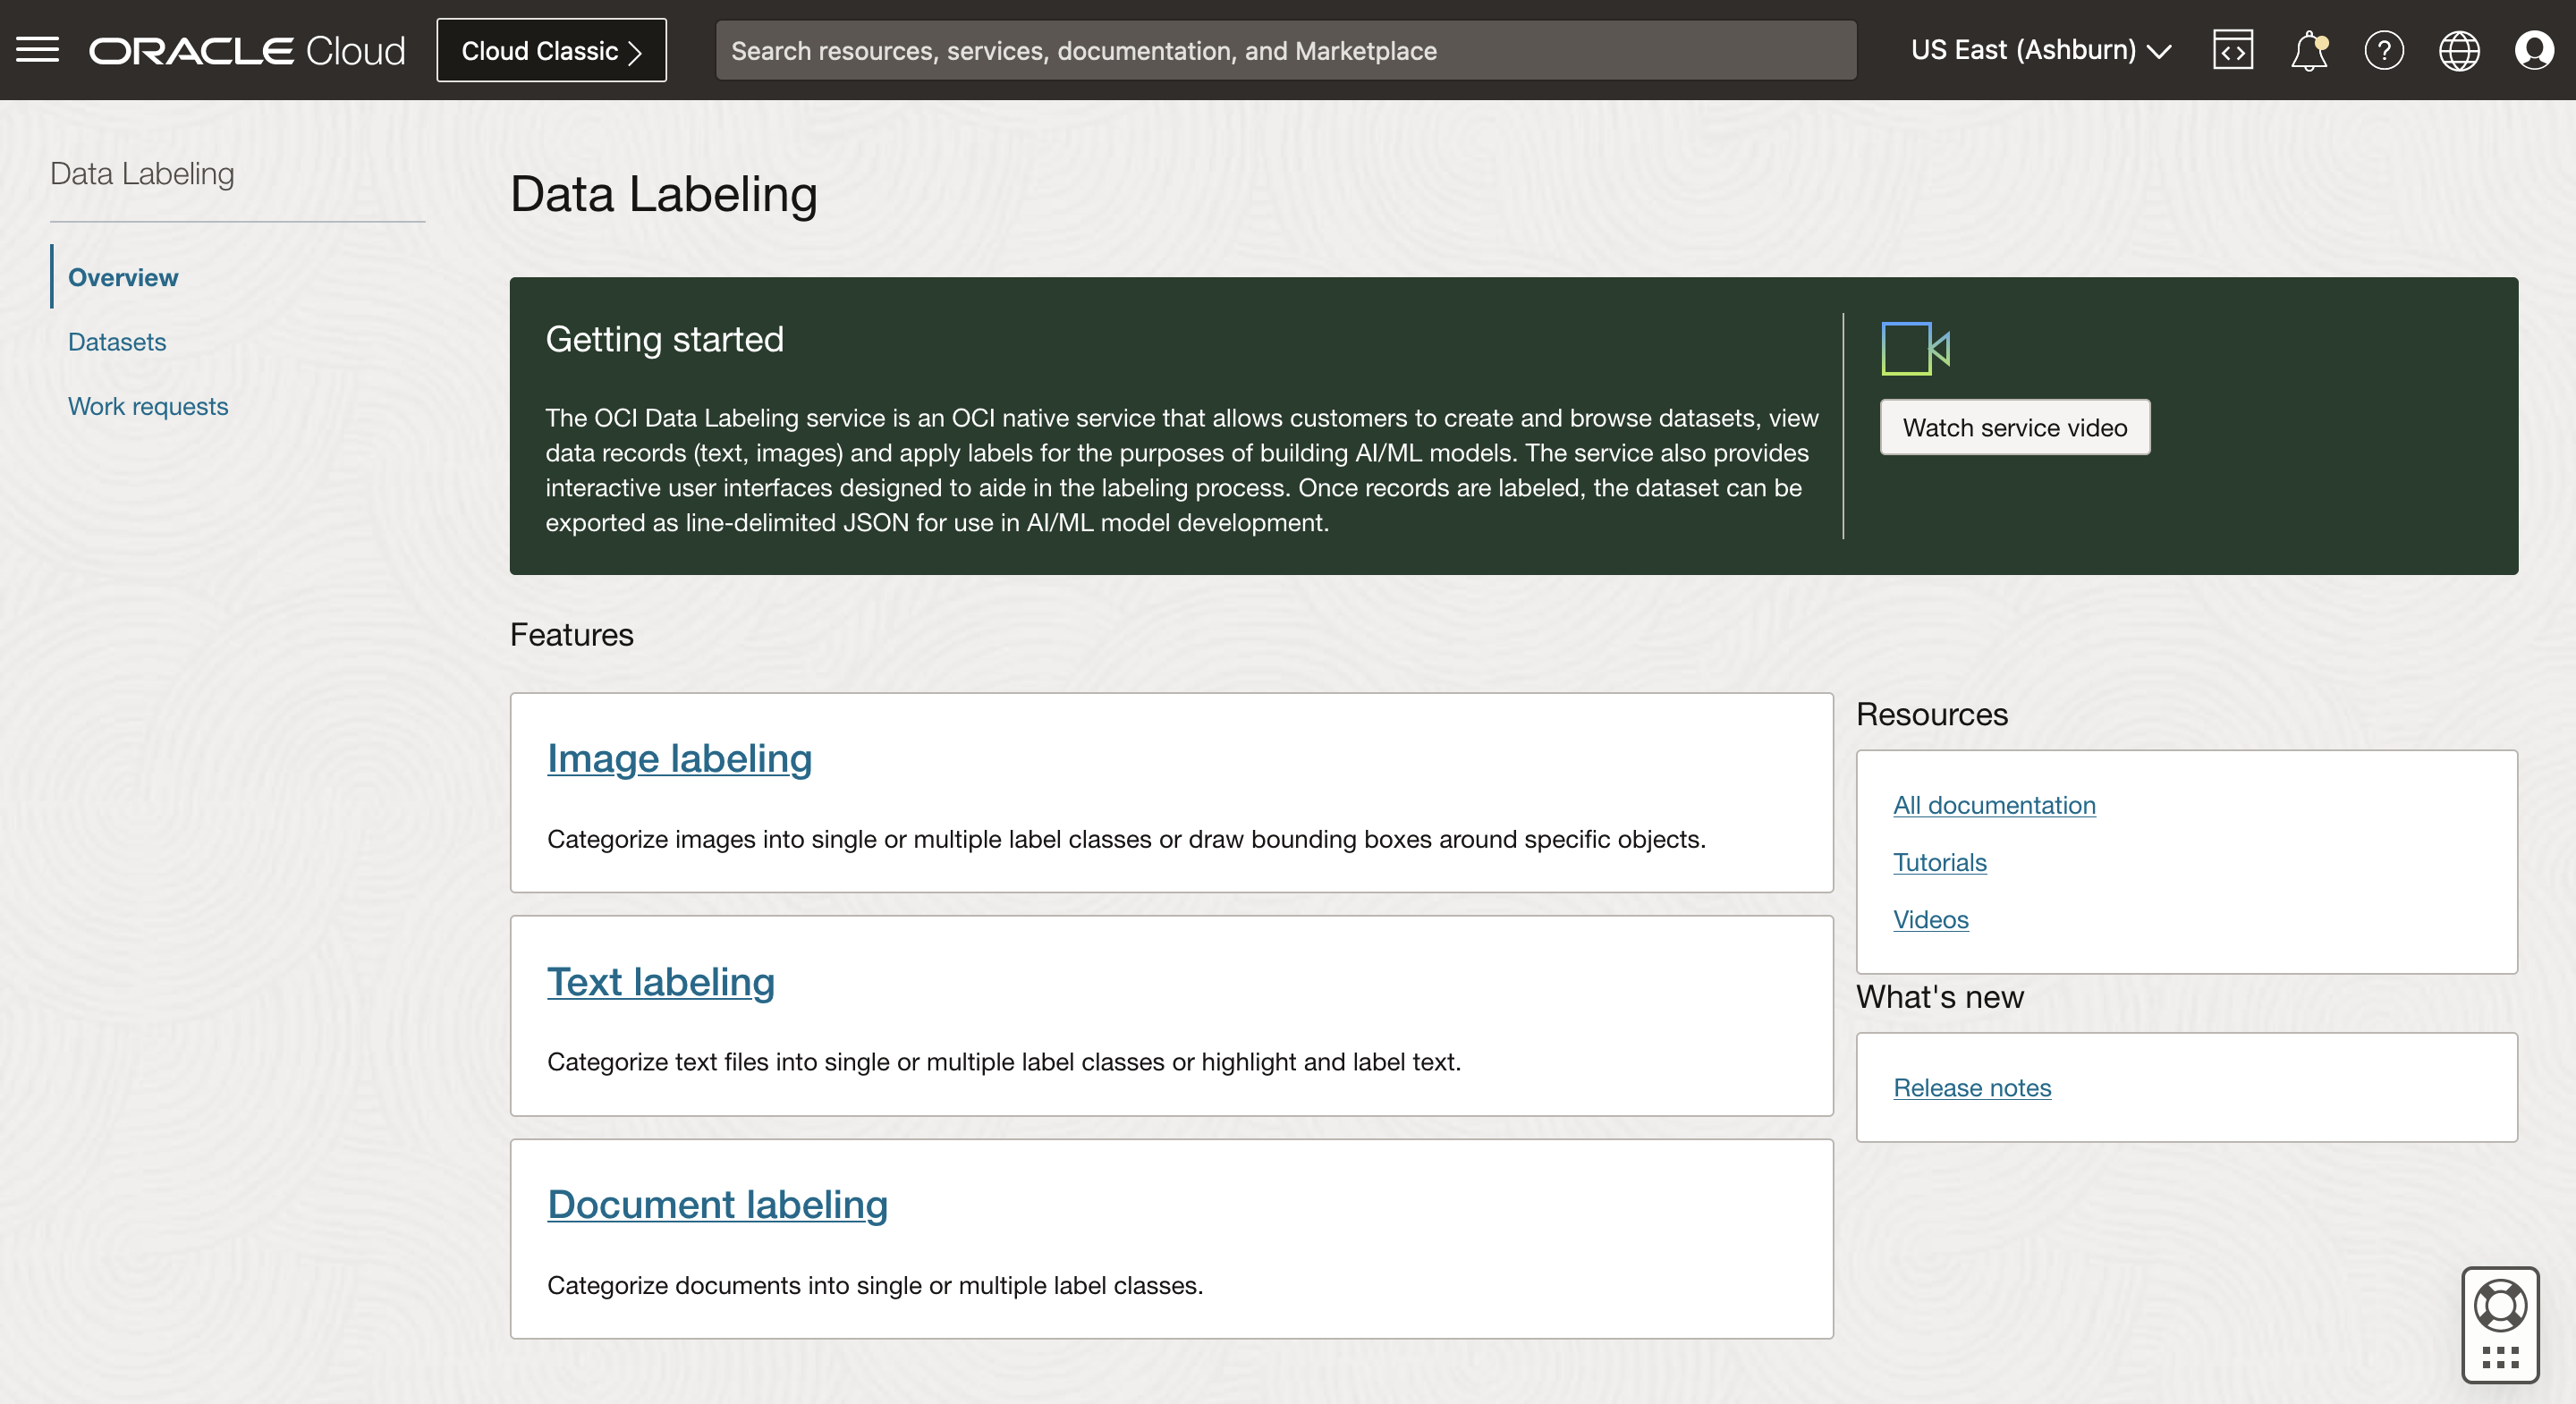 ORACLE Cloud
Cloud Classic
Search resources, services, documentation, and Marketplace
US East (Ashburn)
Data Labeling
Overview
Datasets
Work requests
Data Labeling
Getting started
The OCI Data Labeling service is an OCI native service that allows customers to create and browse datasets, view
data records (text, images) and apply labels for the purposes of building AI/ML models. The service also provides
interactive user interfaces designed to aide in the labeling process. Once records are labeled, the dataset can be
exported as line-delimited JSON for use in AI/ML model development.
Watch service video
Features
Image labeling
Categorize images into single or multiple label classes or draw bounding boxes around specific objects.
Text labeling
Categorize text files into single or multiple label classes or highlight and label text.
Document labeling
Categorize documents into single or multiple label classes.
Resources
All documentation
Tutorials
Videos
What's new
Release notes